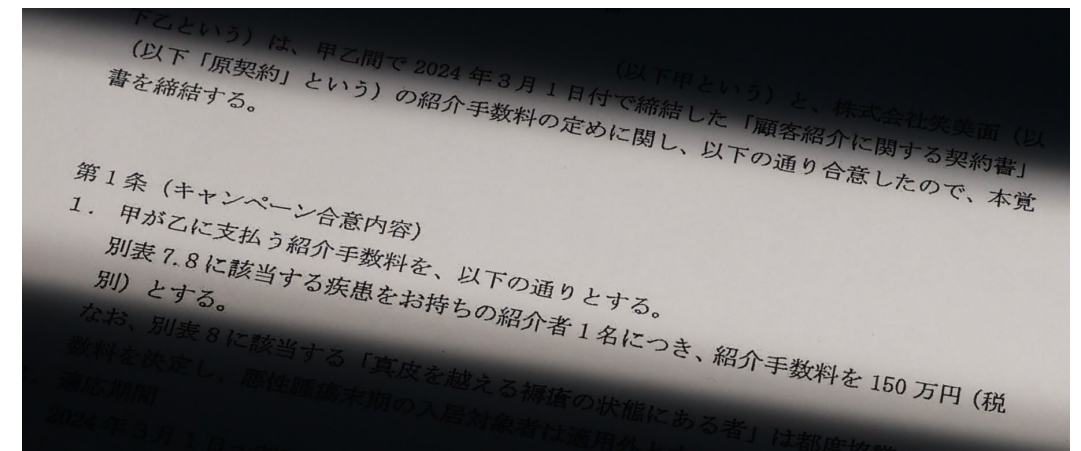 （以下甲という）と、株式会社笑美面（以
下乙という）は、甲乙間で 2024 年 3 月 1 日付で締結した「顧客紹介に関する契約書」
（以下「原契約」という）の紹介手数料の定めに関し、以下の通り合意したので、本覚
書を締結する。
第 1 条（キャンペーン合意内容）
1． 甲が乙に支払う紹介手数料を、以下の通りとする。
別表 7.8 に該当する疾患をお持ちの紹介者 1 名につき、紹介手数料を 150 万円（税
別）とする。
なお、別表 8 に該当する「真皮を越える褥瘡の状態にある者」は都度協議
数料を決定し、悪性腫瘍末期の入居対象者は適用外と
適応期間
2024 年 3 月 1 日